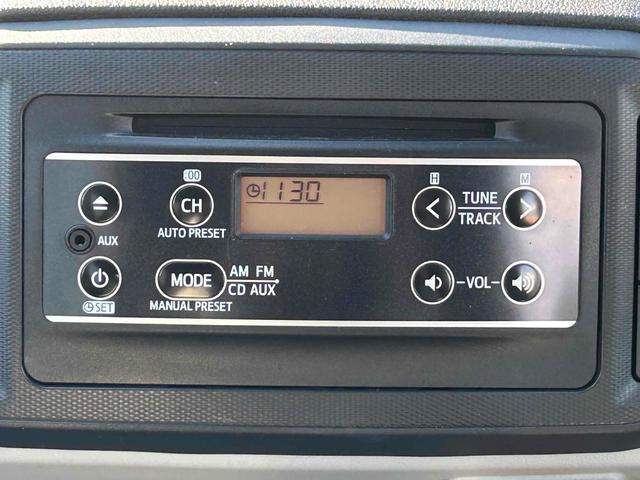 :00
H
M
1130
CH
TUNE
TRACK
AUX
AUTO PRESET
MODE
AM FM
CD AUX
VOL
SET
MANUAL PRESET